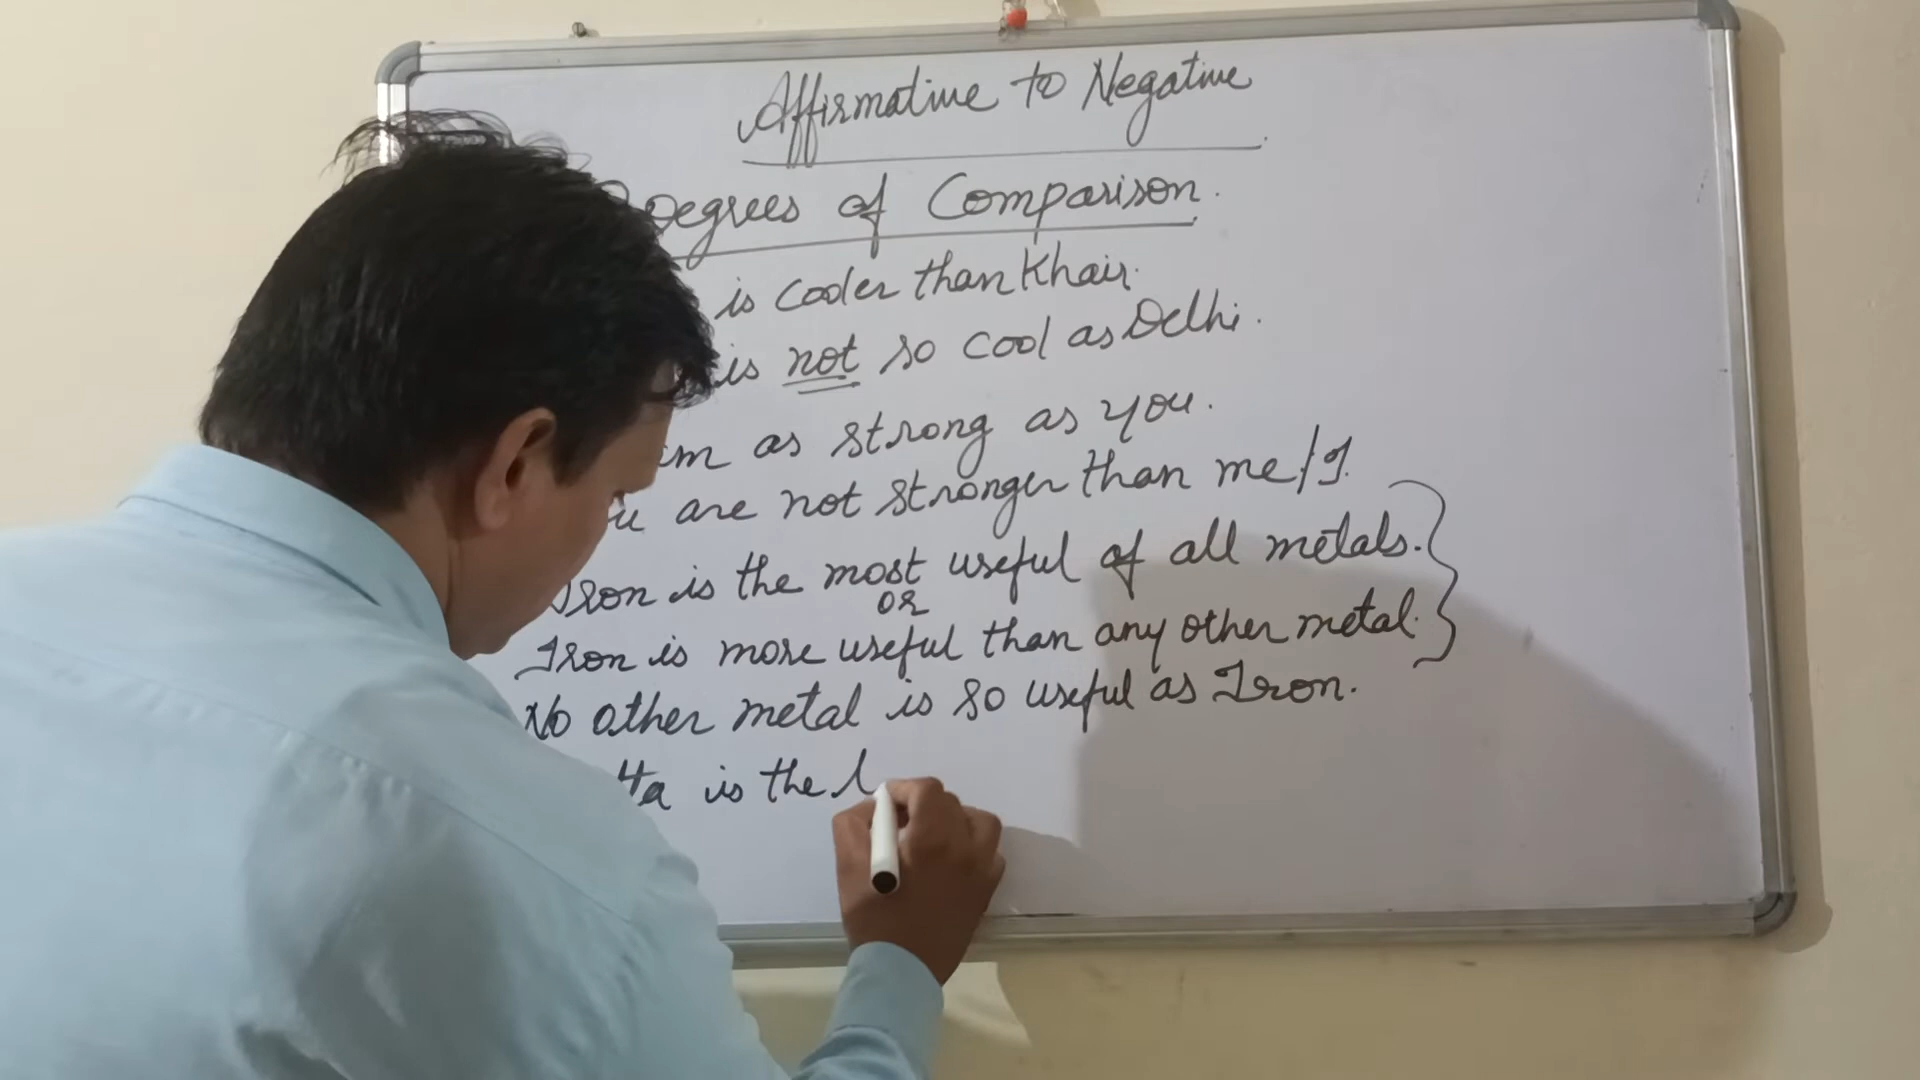 Affirmative to Negative
Degrees of Comparison.
is cooler than Khair.
is not so cool as Delhi.
as strong as you.
are not stronger than me/I.
Iron is the most useful of all metals.
OR
Iron is more useful than any other metal.
No other metal is so useful as Iron.
is the l